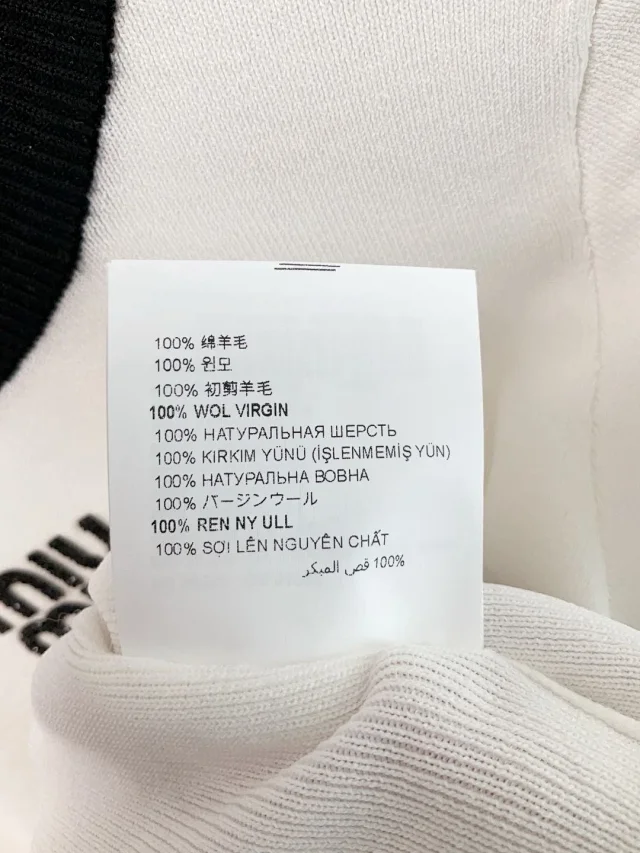 100% 绵羊毛
100% 윈모
100% 初剪羊毛
100% WOL VIRGIN
100% НАТУРАЛЬНАЯ ШЕРСТЬ
100% KIRKIM YÜNÜ (İŞLENMEMİŞ YÜN)
100% НАТУРАЛЬНА ВОВНА
100% バージンウール
100% REN NY ULL
100% SỢI LÊN NGUYÊN CHẤT
100% قص المبكر
MIU